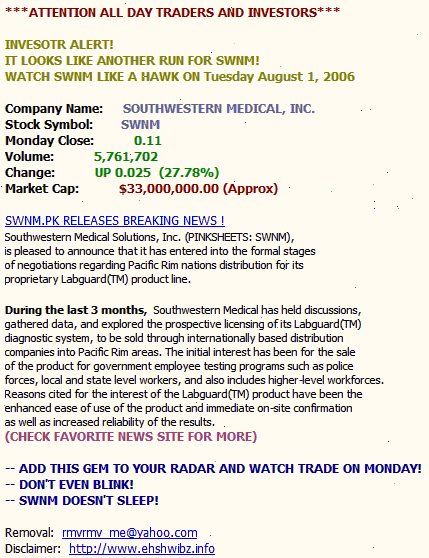 ***ATTENTION ALL DAY TRADERS AND INVESTORS***
INVESOTR ALERT!
IT LOOKS LIKE ANOTHER RUN FOR SWNM!
WATCH SWNM LIKE A HAWK ON Tuesday August 1, 2006
Company Name: SOUTHWESTERN MEDICAL, INC.
Stock Symbol: SWNM
Monday Close: 0.11
Volume: 5,761,702
Change: UP 0.025 (27.78%)
Market Cap: $33,000,000.00 (Approx)
SWNM.PK RELEASES BREAKING NEWS !
Southwestern Medical Solutions, Inc. (PINKSHEETS: SWNM),
is pleased to announce that it has entered into the formal stages
of negotiations regarding Pacific Rim nations distribution for its
proprietary Labguard(TM) product line.
During the last 3 months, Southwestern Medical has held discussions,
gathered data, and explored the prospective licensing of its Labguard(TM)
diagnostic system, to be sold through internationally based distribution
companies into Pacific Rim areas. The initial interest has been for the sale
of the product for government employee testing programs such as police
forces, local and state level workers, and also includes higher-level workforces.
Reasons cited for the interest of the Labguard(TM) product have been the
enhanced ease of use of the product and immediate on-site confirmation
as well as increased reliability of the results.
(CHECK FAVORITE NEWS SITE FOR MORE)
-- ADD THIS GEM TO YOUR RADAR AND WATCH TRADE ON MONDAY!
-- DON'T EVEN BLINK!
-- SWNM DOESN'T SLEEP!
Removal: rmvrmv_me@yahoo.com
Disclaimer: http://www.ehshwibz.info